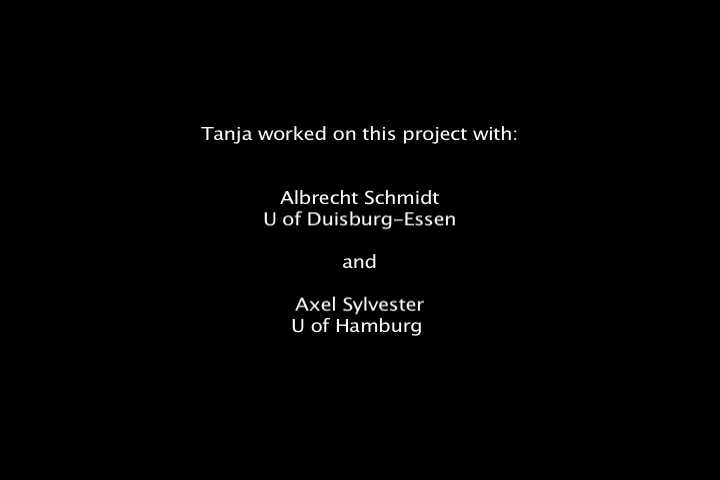 Tanja worked on this project with:
Albrecht Schmidt
U of Duisburg-Essen
and
Axel Sylvester
U of Hamburg